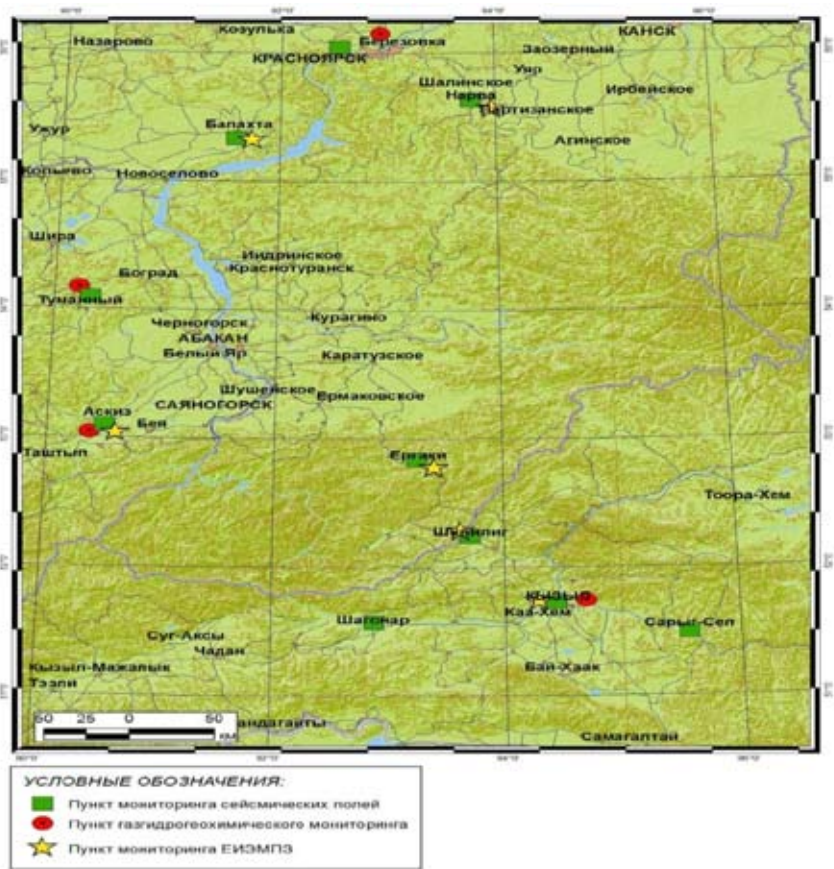 Козулька
КАНСК
Назарово
Березовка
Заозерный
КРАСНОЯРСК
Уяр
Шалинское
Ирбейское
Нарва
Партизанское
Ужур
Балахта
Агинское
Копьево
Новоселово
Шира
Идринское
Краснотуранск
Боград
Туманный
Черногорск
Курагино
АБАКАН
Белый Яр
Каратузское
Шушенское
Ермаковское
САЯНОГОРСК
Аскиз
Бея
Таштып
Ергаки
Тоора-Хем
КЫЗЫЛ
Каа-Хем
Шагонар
Сарыг-Сеп
Суг-Аксы
Чадан
Кызыл-Мажалык
Бай-Хаак
Тээли
50 25 0 50
км
андагайты
Самагалтай
УСЛОВНЫЕ ОБОЗНАЧЕНИЯ:
Пункт мониторинга сейсмических полей
Пункт газгидрогеохимического мониторинга
Пункт мониторинга ЕИЭМПЗ